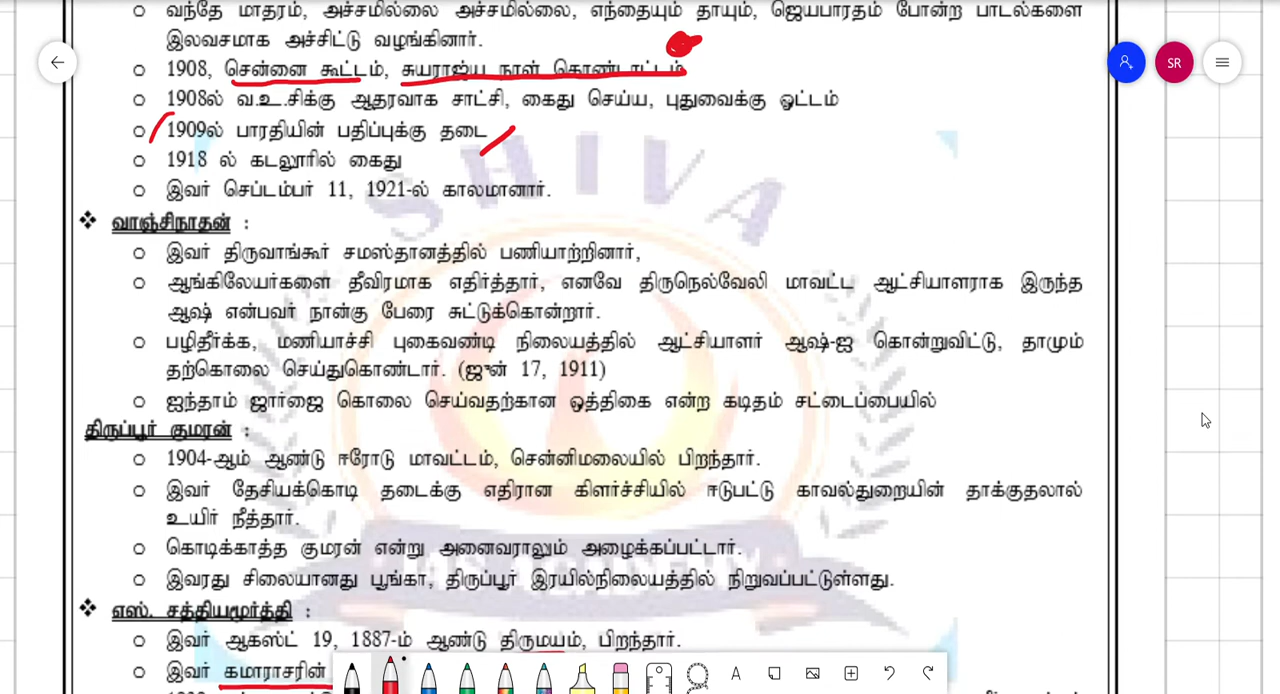 வந்தே மாதரம், அச்சமில்லை அச்சமில்லை, எந்தையும் தாயும், ஜெயபாரதம் போன்ற பாடல்களை
இலவசமாக அச்சிட்டு வழங்கினார்.
1908, சென்னை கூட்டம், சுயராஜ்ய நாள் கொண்டாட்டம்
1908ல் வ.உ.சிக்கு ஆதரவாக சாட்சி, கைது செய்ய, புதுவைக்கு ஓட்டம்
SR
1909ல் பாரதியின் பதிப்புக்கு தடை
1918 ல் கடலூரில் கைது
இவர் செப்டம்பர் 11, 1921-ல் காலமானார்.
SHIVA
❖ வாஞ்சிநாதன் :
இவர் திருவாங்கூர் சமஸ்தானத்தில் பணியாற்றினார்,
ஆங்கிலேயர்களை தீவிரமாக எதிர்த்தார், எனவே திருநெல்வேலி மாவட்ட ஆட்சியாளராக இருந்த
ஆஷ் என்பவர் நான்கு பேரை சுட்டுக்கொன்றார்.
பழிதீர்க்க, மணியாச்சி புகைவண்டி நிலையத்தில் ஆட்சியாளர் ஆஷ்-ஐ கொன்றுவிட்டு, தாமும்
தற்கொலை செய்துகொண்டார். (ஜுன் 17, 1911)
ஐந்தாம் ஜார்ஜை கொலை செய்வதற்கான ஒத்திகை என்ற கடிதம் சட்டைப்பையில்
திருப்பூர் குமரன் :
1904-ஆம் ஆண்டு ஈரோடு மாவட்டம், சென்னிமலையில் பிறந்தார்.
இவர் தேசியக்கொடி தடைக்கு எதிரான கிளர்ச்சியில் ஈடுபட்டு காவல்துறையின் தாக்குதலால்
உயிர் நீத்தார்.
கொடிக்காத்த குமரன் என்று அனைவராலும் அழைக்கப்பட்டார்.
இவரது சிலையானது பூங்கா, திருப்பூர் இரயில்நிலையத்தில் நிறுவப்பட்டுள்ளது.
❖ எஸ். சத்தியமூர்த்தி :
இவர் ஆகஸ்ட் 19, 1887-ம் ஆண்டு திருமயம், பிறந்தார்.
இவர் கமாராசரின்